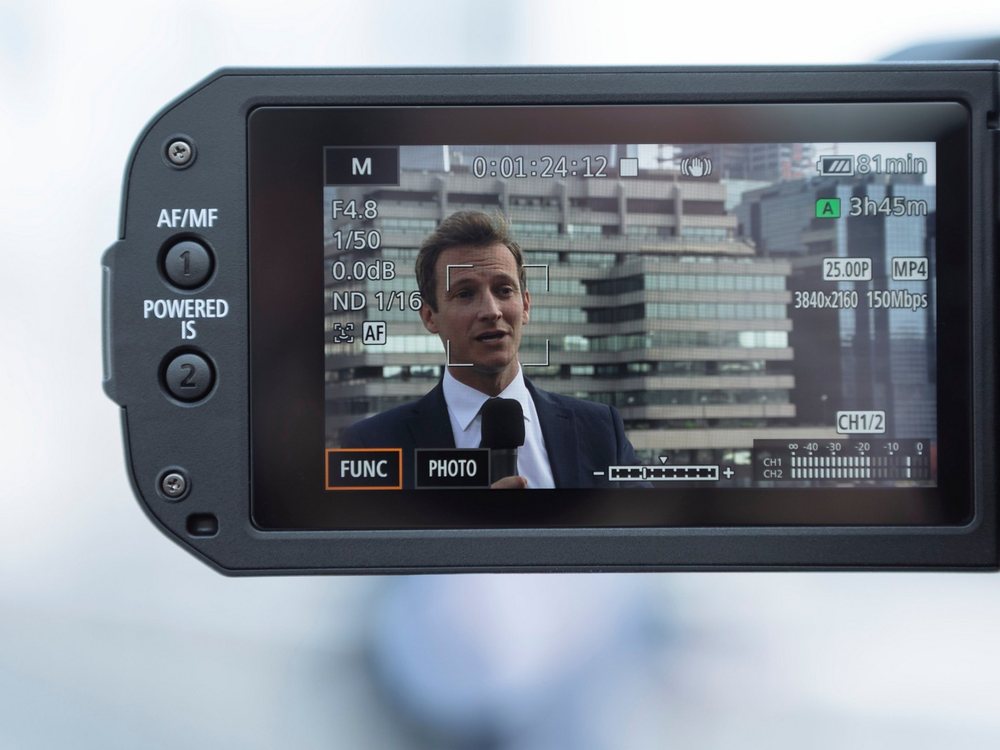 AF/MF
1
POWERED
IS
2
M
0:01:24:12
81min
F4.8
A 3h45m
1/50
0.0dB
25.00P MP4
ND 1/16
3840x2160 150Mbps
AF
CH1/2
FUNC
PHOTO
- +
∞ -40 -30 -20 -10 0
CH1
CH2